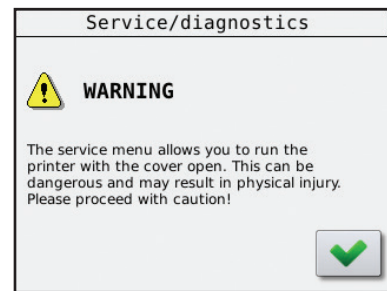 Service/diagnostics
WARNING
The service menu allows you to run the
printer with the cover open. This can be
dangerous and may result in physical injury.
Please proceed with caution!